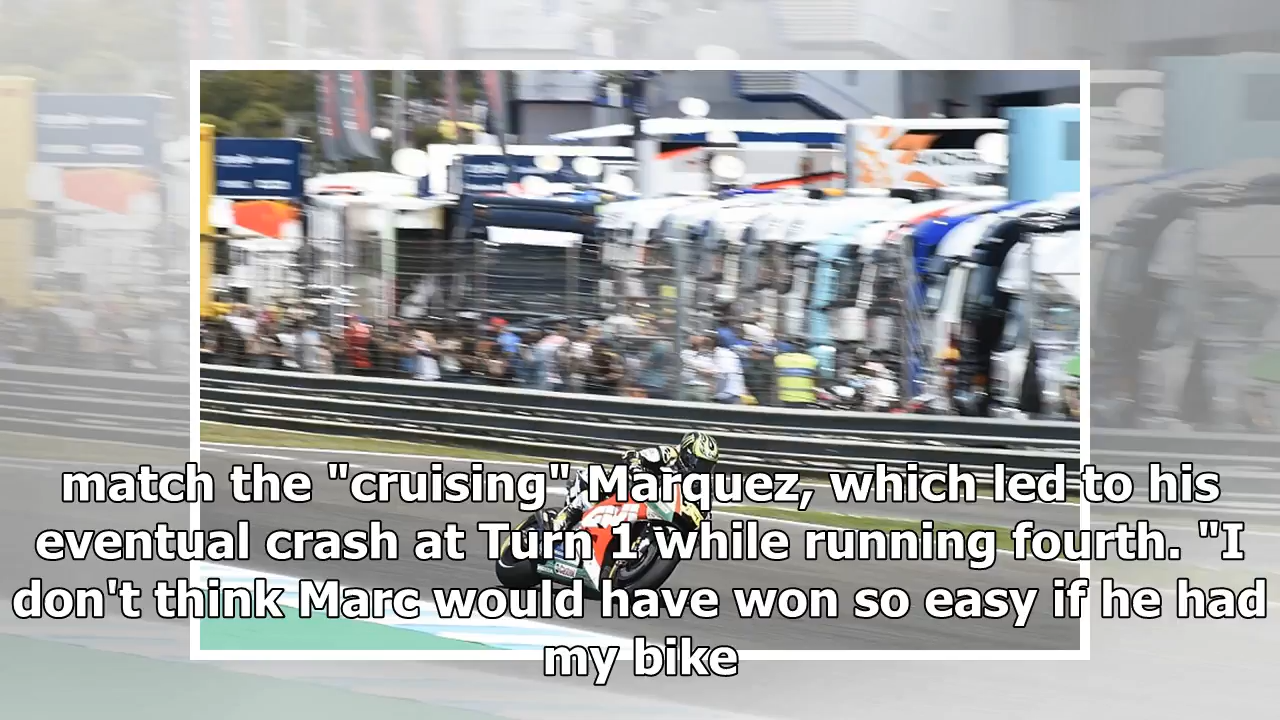 match the "cruising" Marquez, which led to his
eventual crash at Turn 1 while running fourth. "I
don't think Marc would have won so easy if he had
my bike